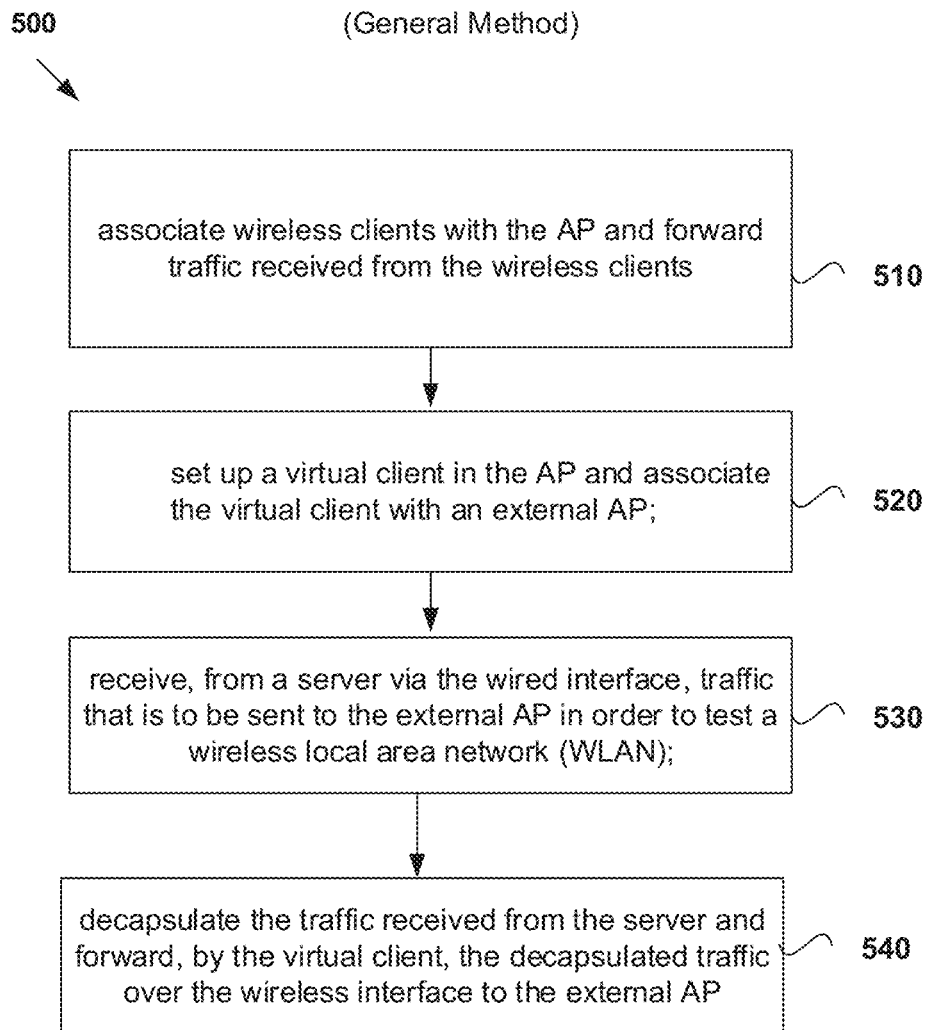 500
(General Method)
associate wireless clients with the AP and forward
traffic received from the wireless clients
510
set up a virtual client in the AP and associate
the virtual client with an external AP;
520
receive, from a server via the wired interface, traffic
that is to be sent to the external AP in order to test a
wireless local area network (WLAN);
530
decapsulate the traffic received from the server and
forward, by the virtual client, the decapsulated traffic
over the wireless interface to the external AP
540